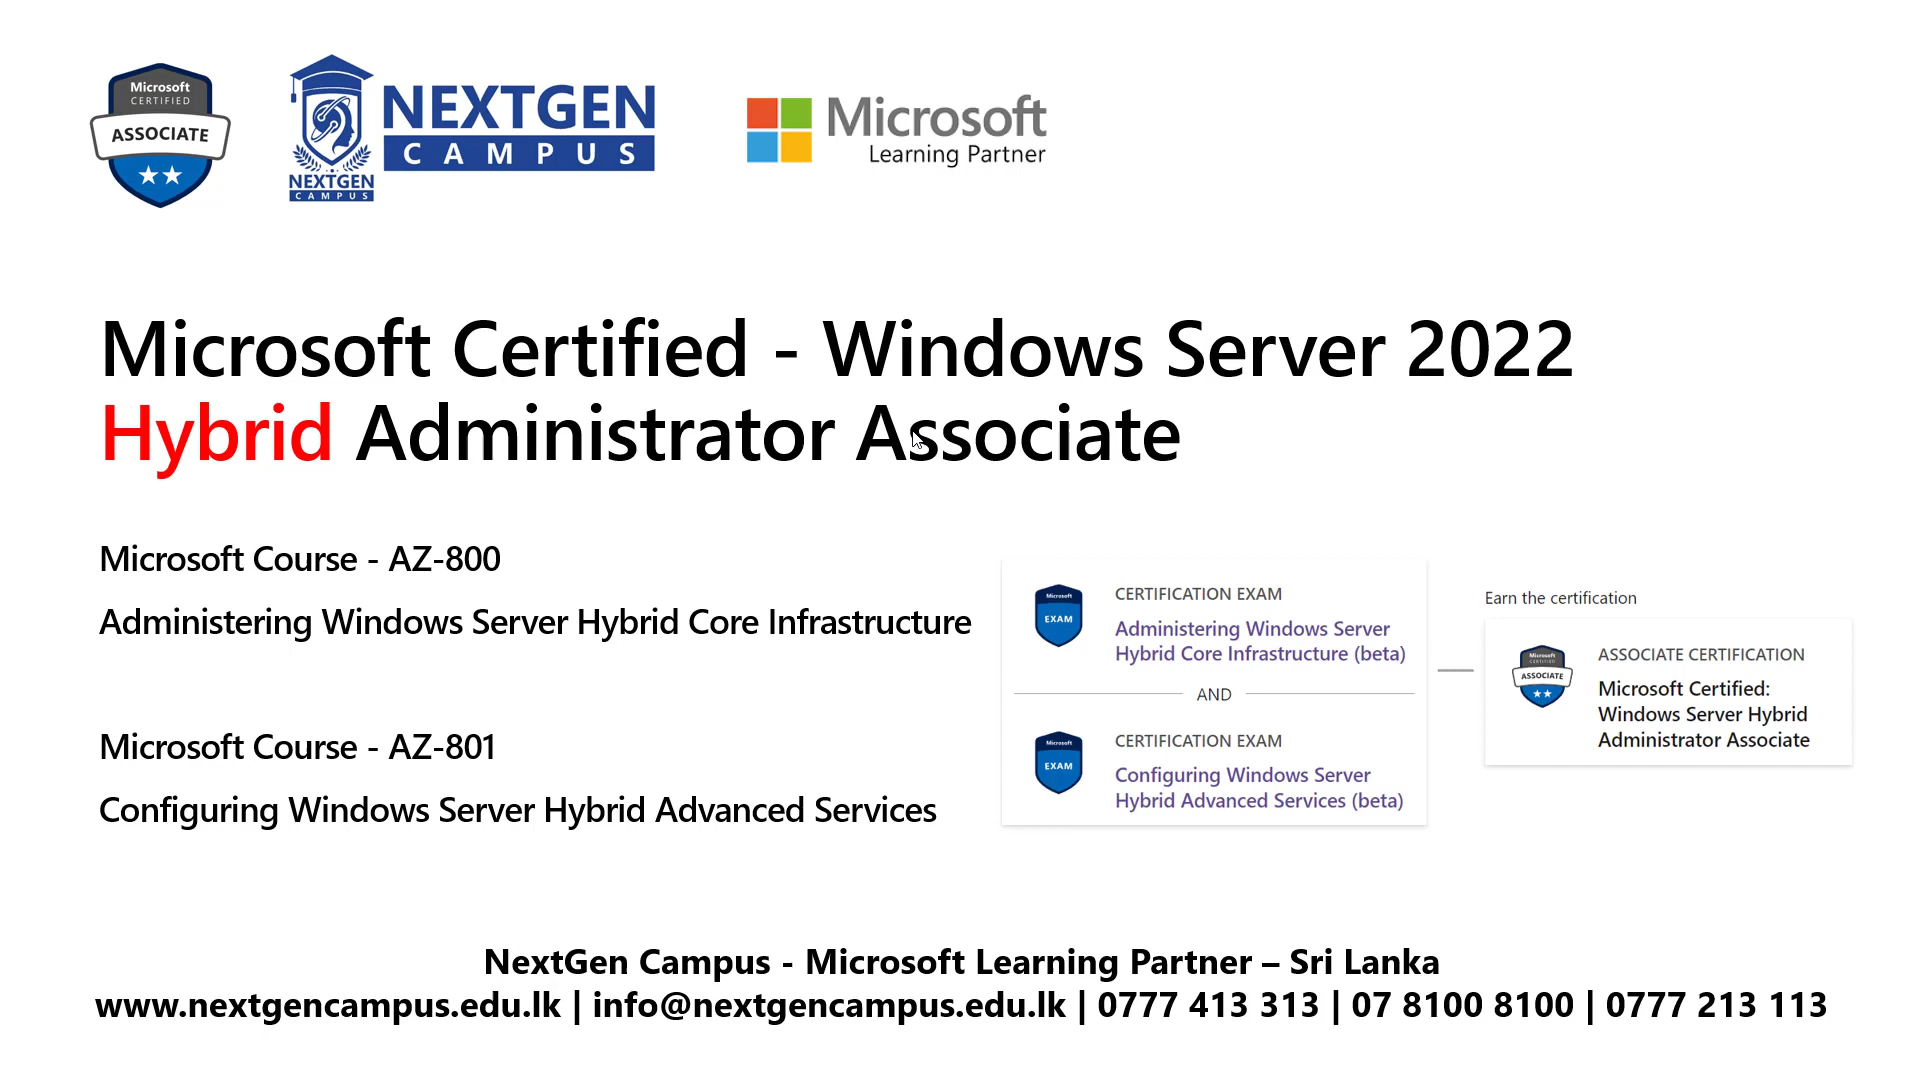 Microsoft
CERTIFIED
ASSOCIATE
NEXTGEN
CAMPUS
NEXTGEN
CAMPUS
Microsoft
Learning Partner
Microsoft Certified - Windows Server 2022
Hybrid Administrator Associate
Microsoft Course - AZ-800
Administering Windows Server Hybrid Core Infrastructure
Microsoft Course - AZ-801
Configuring Windows Server Hybrid Advanced Services
Microsoft
EXAM
CERTIFICATION EXAM
Administering Windows Server
Hybrid Core Infrastructure (beta)
AND
Microsoft
EXAM
CERTIFICATION EXAM
Configuring Windows Server
Hybrid Advanced Services (beta)
Earn the certification
Microsoft
CERTIFIED
ASSOCIATE
ASSOCIATE CERTIFICATION
Microsoft Certified:
Windows Server Hybrid
Administrator Associate
NextGen Campus - Microsoft Learning Partner – Sri Lanka
www.nextgencampus.edu.lk | info@nextgencampus.edu.lk | 0777 413 313 | 07 8100 8100 | 0777 213 113